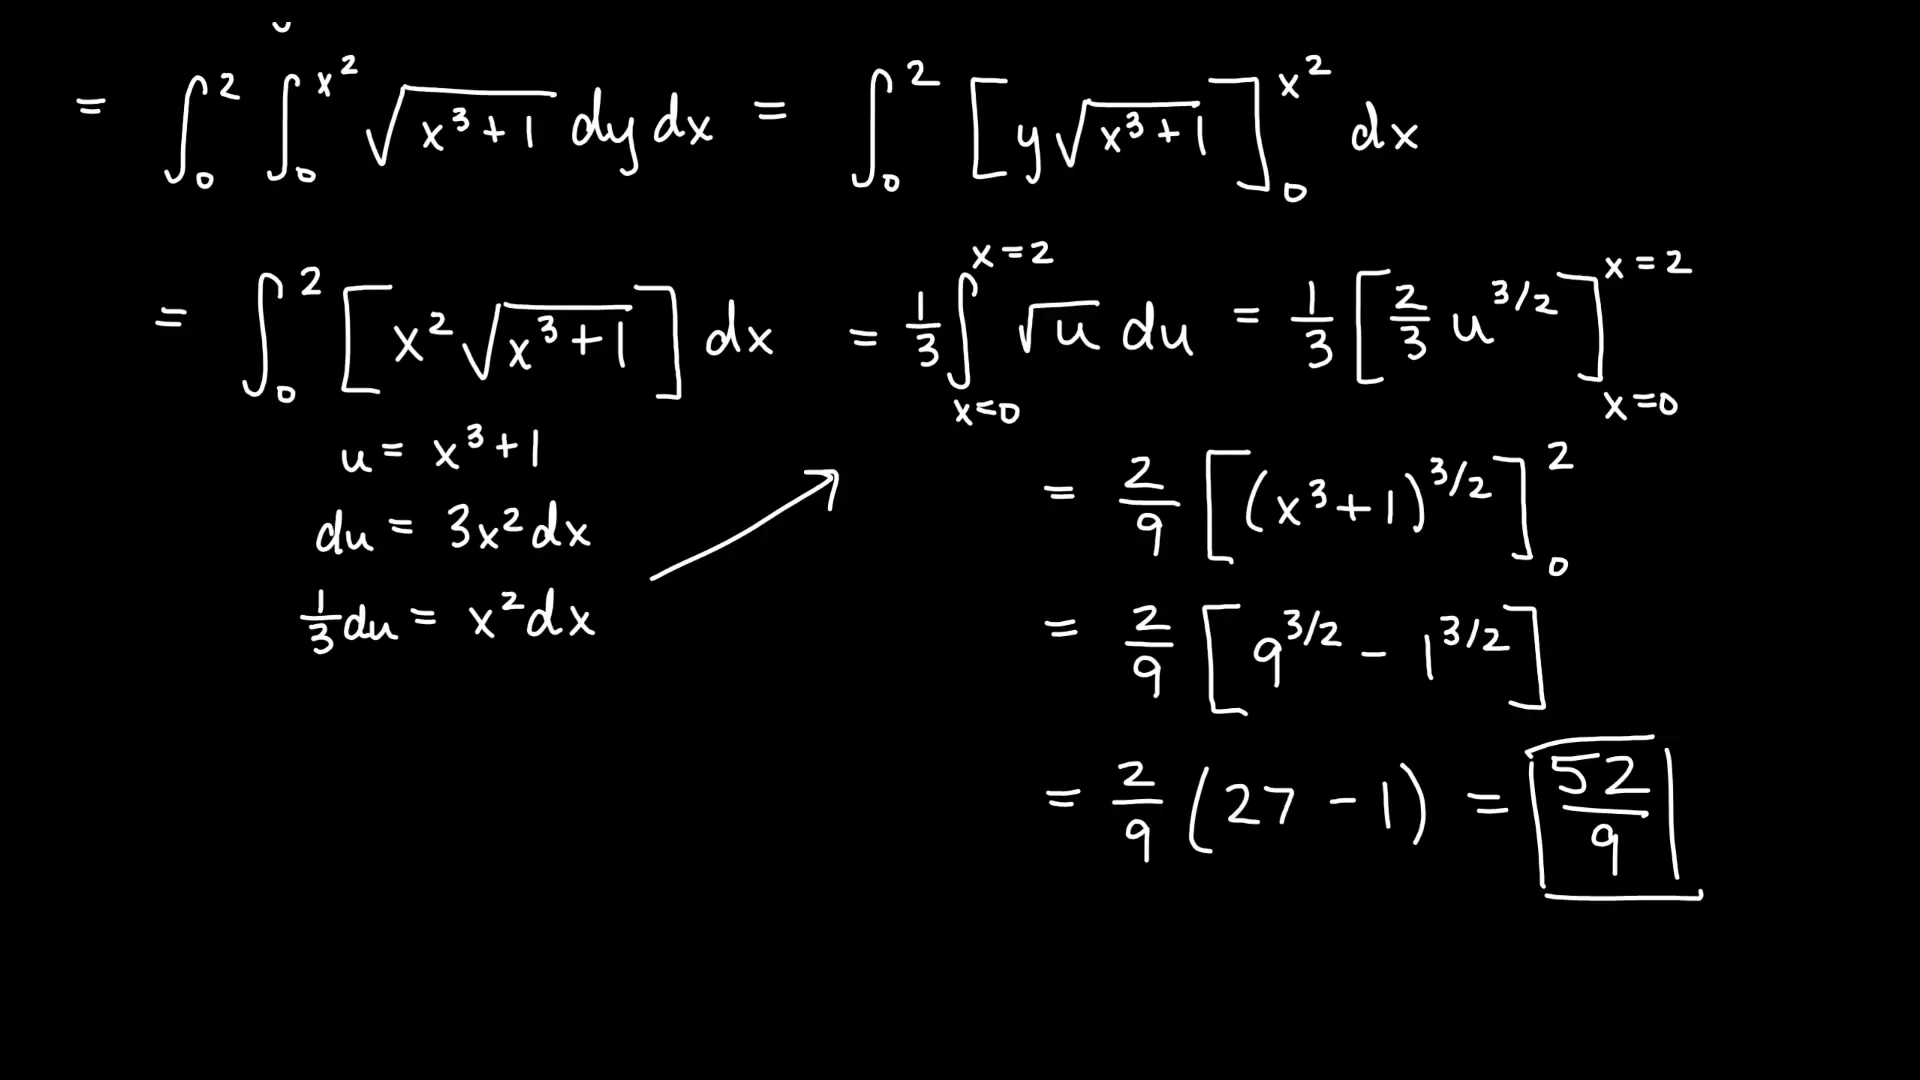 = ∫₀² ∫₀^{x²} √(x³+1) dy dx = ∫₀² [y√(x³+1)]₀^{x²} dx
= ∫₀² [x²√(x³+1)] dx = 1/3 ∫_{x=0}^{x=2} √u du = 1/3 [2/3 u^{3/2}]_{x=0}^{x=2}
u = x³+1
du = 3x²dx
1/3 du = x²dx
= 2/9 [(x³+1)^{3/2}]₀²
= 2/9 [9^{3/2} - 1^{3/2}]
= 2/9 (27 - 1) = 52/9